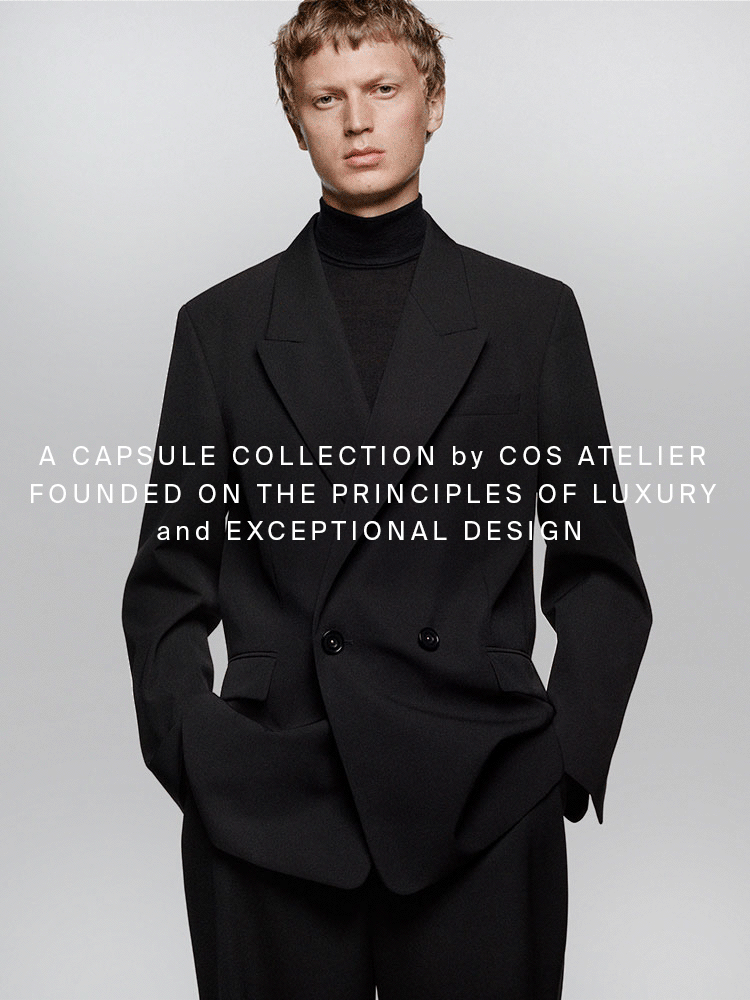 A CAPSULE COLLECTION by COS ATELIER
FOUNDED ON THE PRINCIPLES OF LUXURY
and EXCEPTIONAL DESIGN